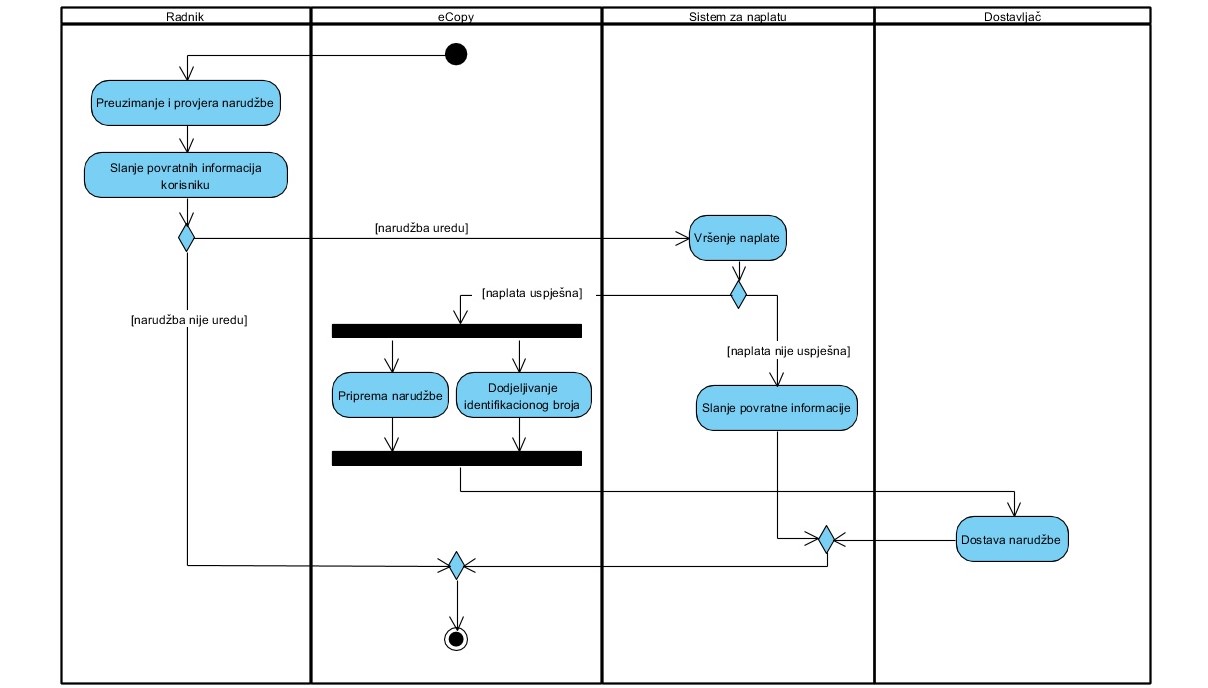 Radnik
eCopy
Sistem za naplatu
Dostavljač
Preuzimanje i provjera narudžbe
Slanje povratnih informacija
korisniku
[narudžba uredu]
Vršenje naplate
[naplata uspješna]
[narudžba nije uredu]
[naplata nije uspješna]
Priprema narudžbe
Dodjeljivanje
identifikacionog broja
Slanje povratne informacije
Dostava narudžbe